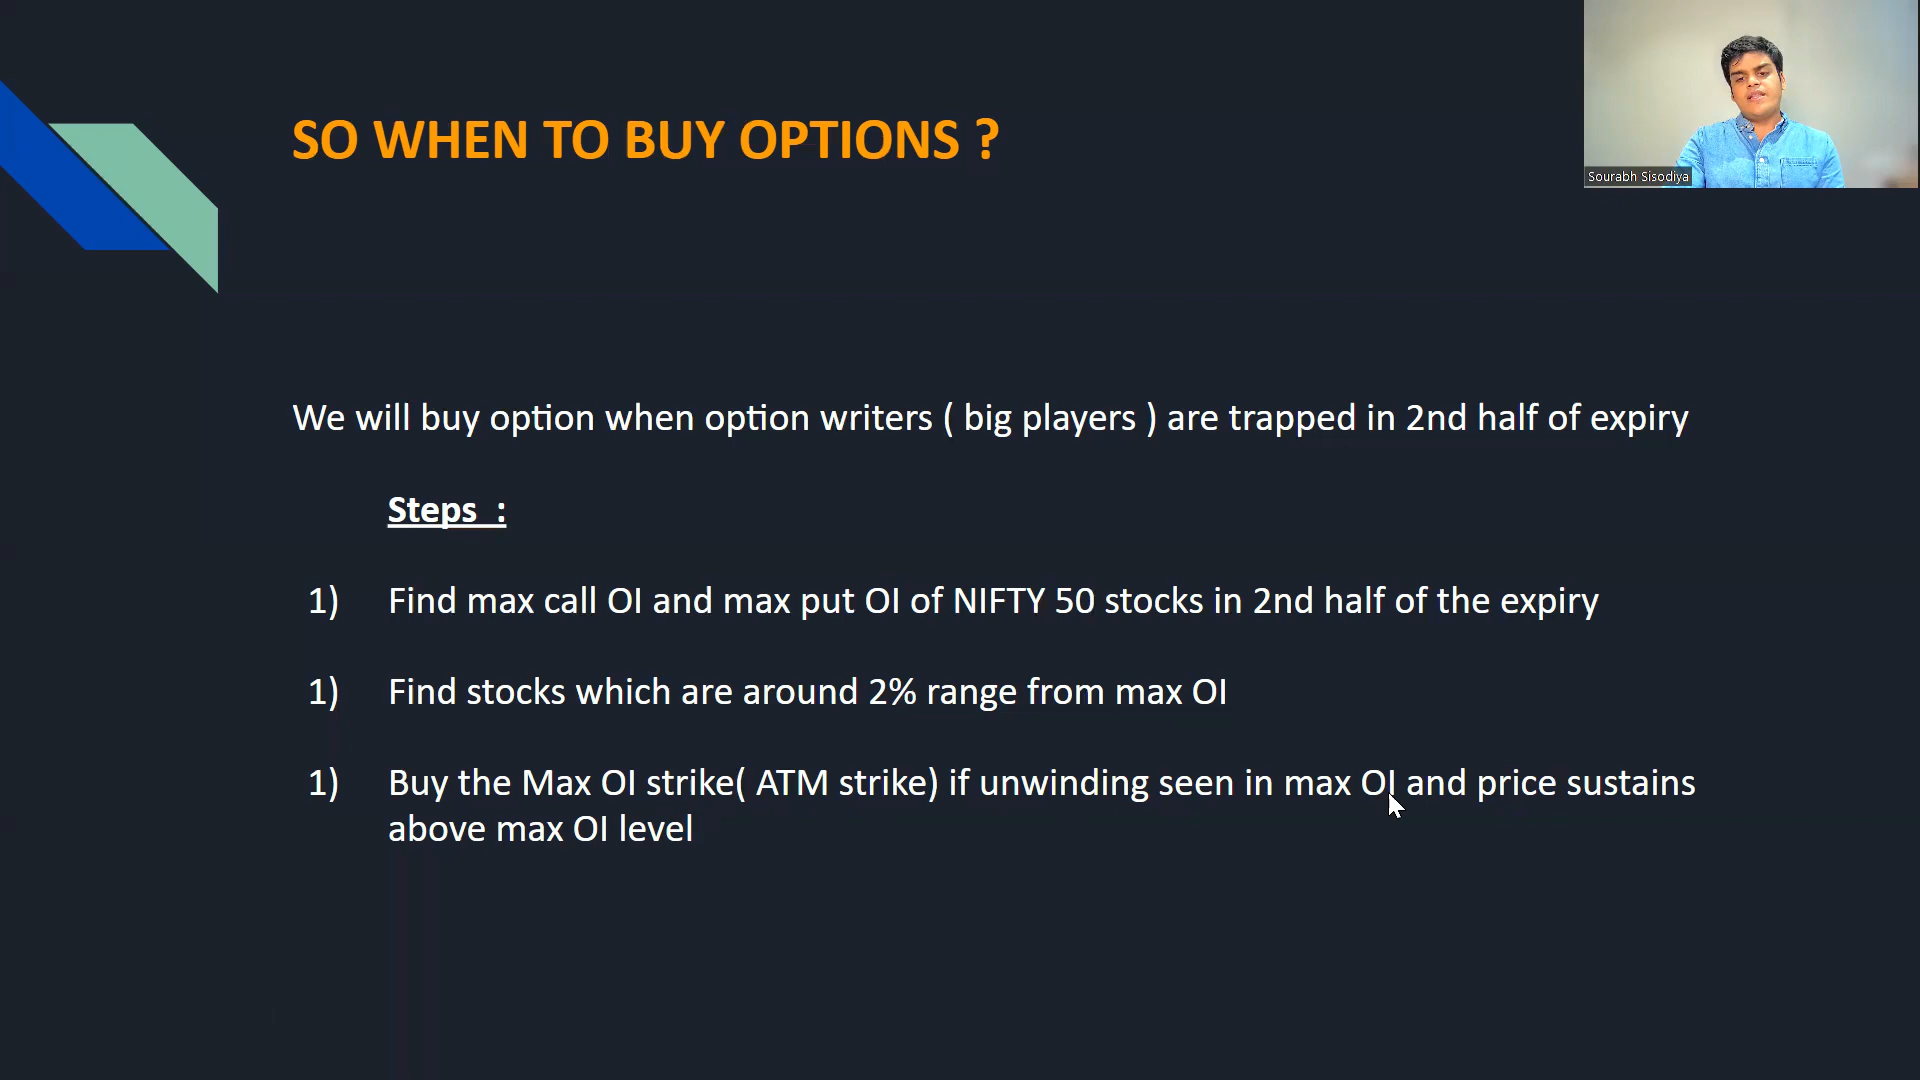 SO WHEN TO BUY OPTIONS ?
Sourabh Sisodiya
We will buy option when option writers ( big players ) are trapped in 2nd half of expiry
Steps :
1) Find max call OI and max put OI of NIFTY 50 stocks in 2nd half of the expiry
1) Find stocks which are around 2% range from max OI
1) Buy the Max OI strike( ATM strike) if unwinding seen in max OI and price sustains
above max OI level